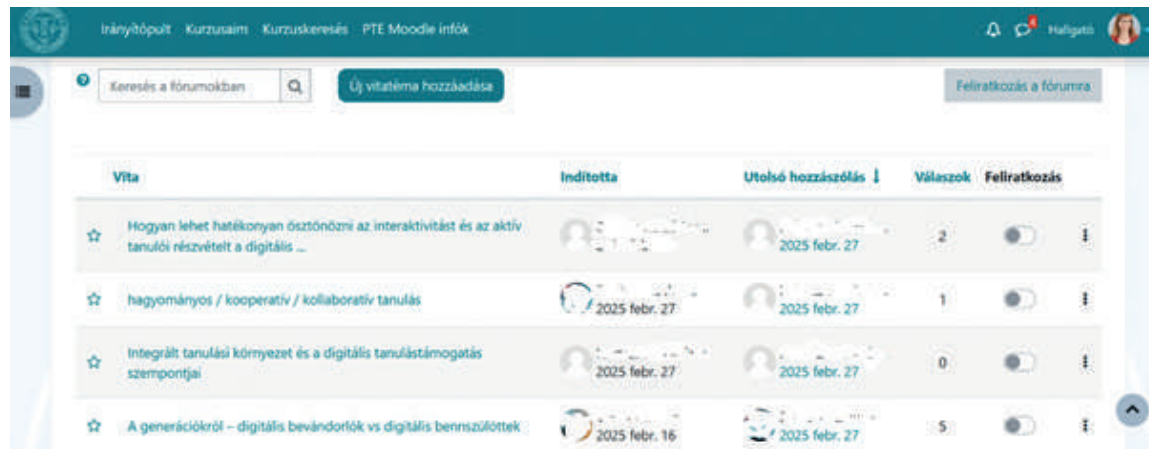 Irányítópult Kurzusaim Kurzuskeresés PTE Moodle infók Hallgató
Keresés a fórumokban Új vitatéma hozzáadása Feliratkozás a fórumra
Vita Indította Utolsó hozzászólás ↓ Válaszok Feliratkozás
Hogyan lehet hatékonyan ösztönözni az interaktivitást és az aktív
tanulói részvételt a digitális ...
2025 febr. 27 2
hagyományos / kooperatív / kollaboratív tanulás
2025 febr. 27 2025 febr. 27 1
Integrált tanulási környezet és a digitális tanulástámogatás
szempontjai
2025 febr. 27 2025 febr. 27 0
A generációkról – digitális bevándorlók vs digitális bennszülöttek
2025 febr. 16 2025 febr. 27 5